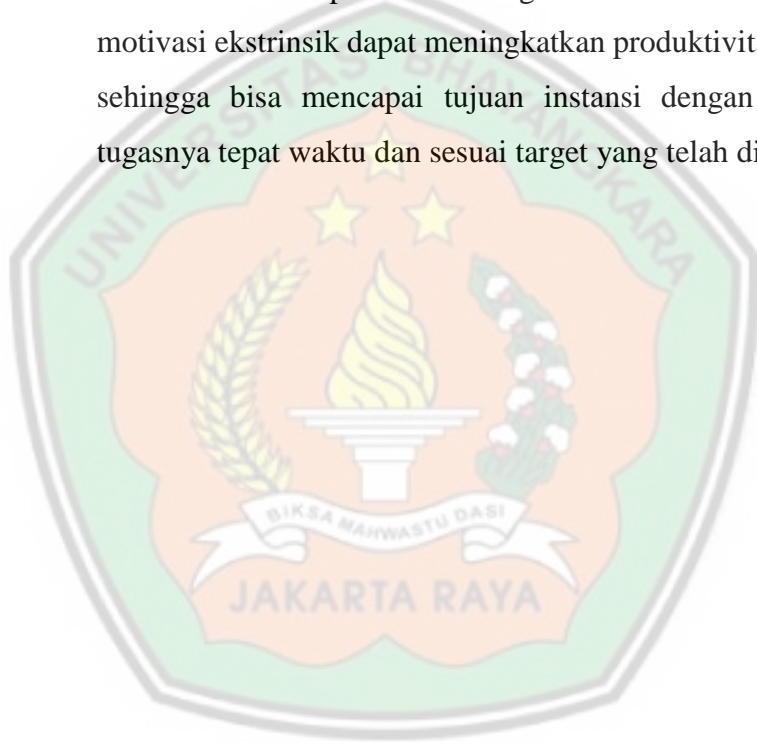 motivasi ekstrinsik dapat meningkatkan produktivita
sehingga bisa mencapai tujuan instansi dengan
tugasnya tepat waktu dan sesuai target yang telah di
UNIVERSITAS BHAYANGKARA
BIKSA MAHWASTU DASI
JAKARTA RAYA